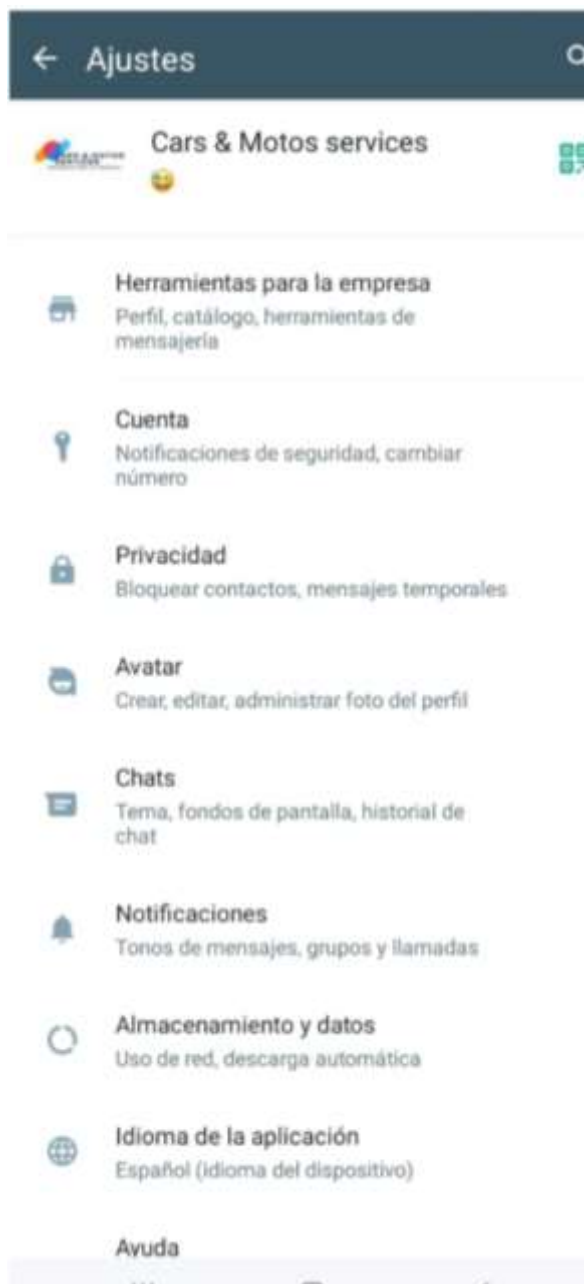 Ajustes
Cars & Motos services
😅
Herramientas para la empresa
Perfil, catálogo, herramientas de
mensajería
Cuenta
Notificaciones de seguridad, cambiar
número
Privacidad
Bloquear contactos, mensajes temporales
Avatar
Crear, editar, administrar foto del perfil
Chats
Tema, fondos de pantalla, historial de
chat
Notificaciones
Tonos de mensajes, grupos y llamadas
Almacenamiento y datos
Uso de red, descarga automática
Idioma de la aplicación
Español (idioma del dispositivo)
Ayuda